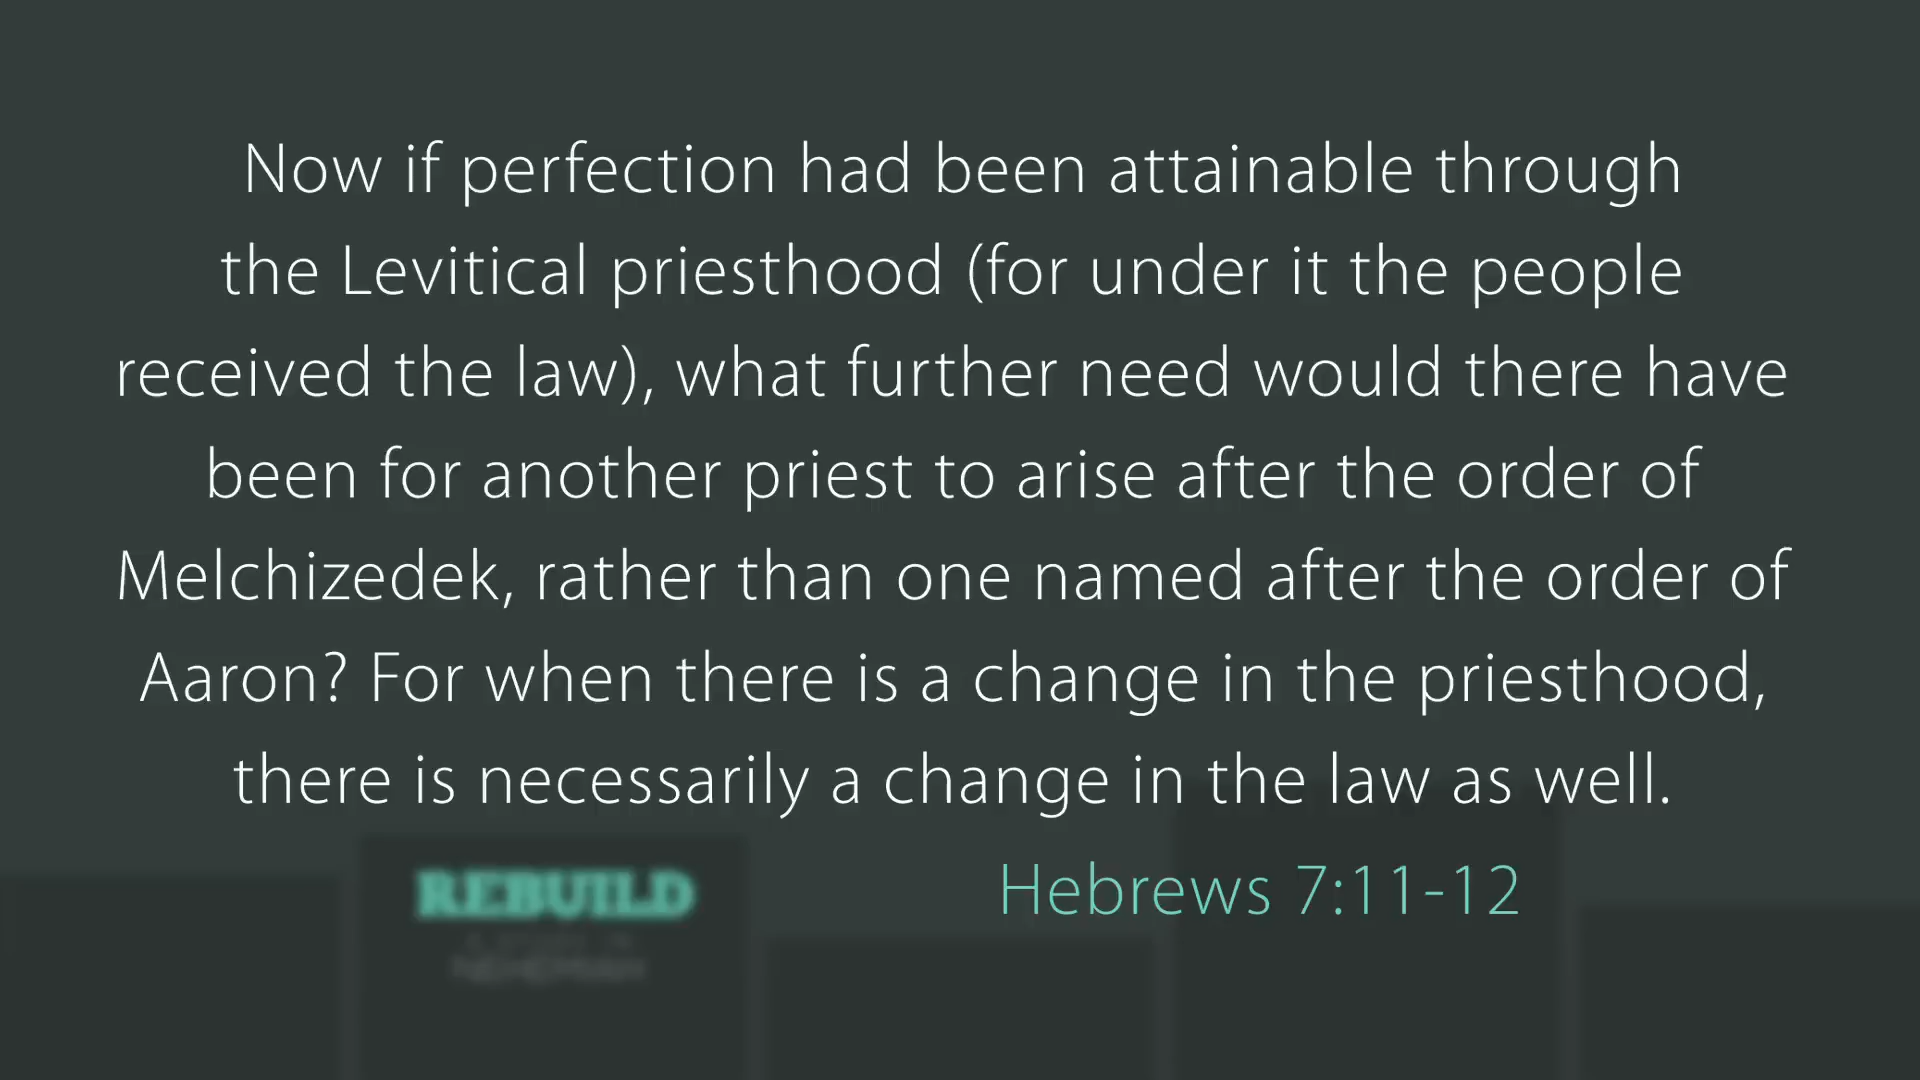 Now if perfection had been attainable through
the Levitical priesthood (for under it the people
received the law), what further need would there have
been for another priest to arise after the order of
Melchizedek, rather than one named after the order of
Aaron? For when there is a change in the priesthood,
there is necessarily a change in the law as well.
Hebrews 7:11-12
REBUILD
NEHEMIAH